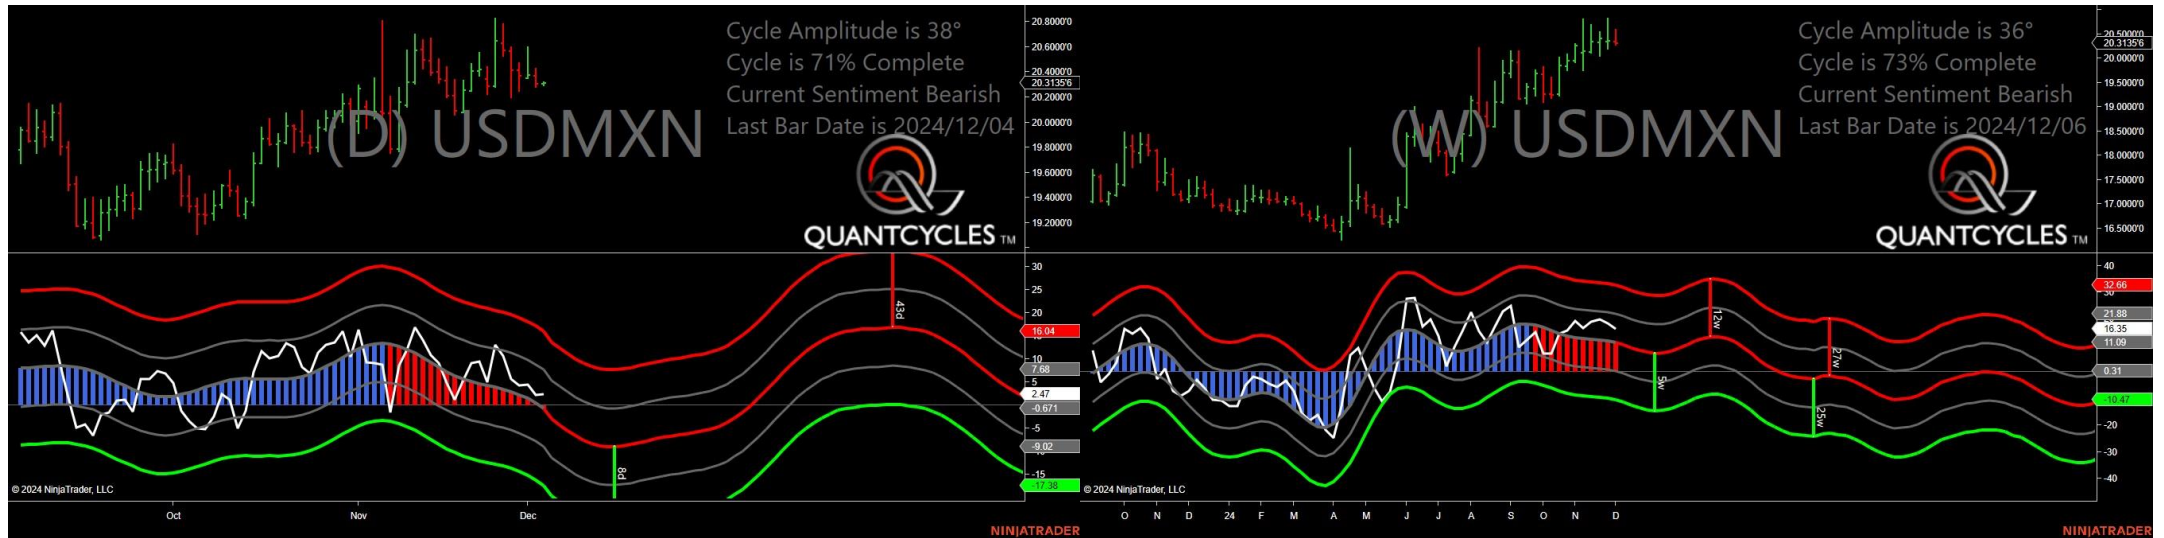 Cycle Amplitude is 38°
Cycle is 71% Complete
Current Sentiment Bearish
Last Bar Date is 2024/12/04
(D) USDMXN
QUANTCYCLES TM
20.8000'0
20.6000'0
20.4000'0
20.3135'6
20.2000'0
20.0000'0
19.8000'0
19.6000'0
19.4000'0
19.2000'0
30
25
20
16.04
10
7.68
5
2.47
-0.671
-5
-9.02
-15
-17.38
43d
8d
© 2024 NinjaTrader, LLC
Oct Nov Dec
NINJATRADER
Cycle Amplitude is 36°
Cycle is 73% Complete
Current Sentiment Bearish
Last Bar Date is 2024/12/06
(W) USDMXN
QUANTCYCLES TM
20.5000'0
20.3135'6
20.0000'0
19.5000'0
19.0000'0
18.5000'0
18.0000'0
17.5000'0
17.0000'0
16.5000'0
40
32.66
30
21.88
16.35
11.09
0.31
-10.47
-20
-30
-40
12w
27w
5w
25w
© 2024 NinjaTrader, LLC
O N D 24 F M A M J J A S O N D
NINJATRADER